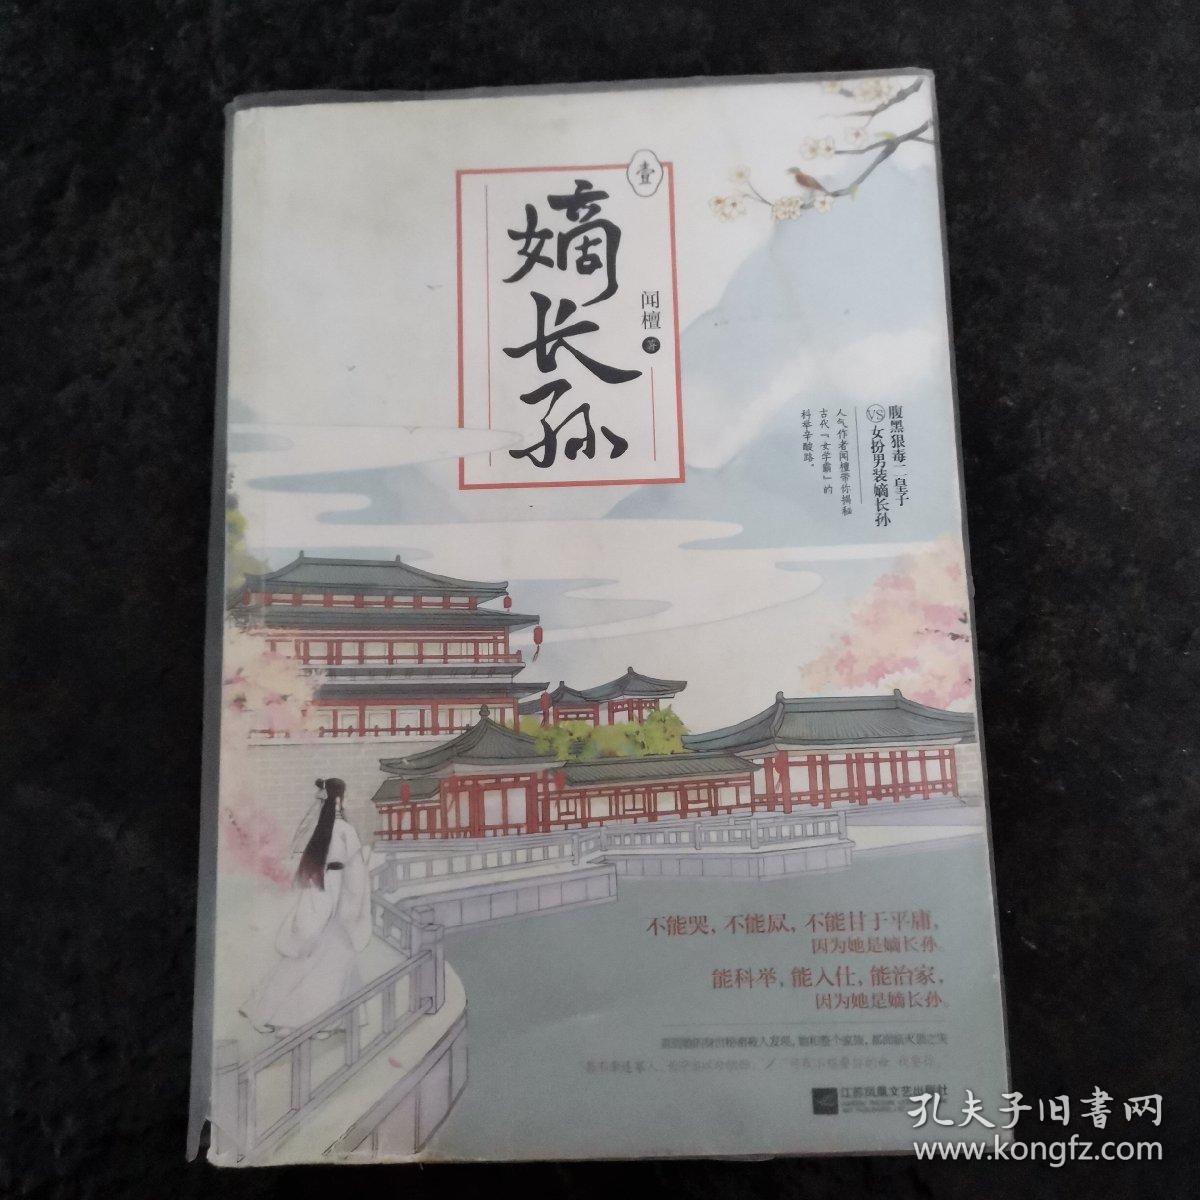 壹
嫡长孙
闻檀 著
腹黑狠毒二皇子
VS女扮男装嫡长孙
人气作者闻檀带你揭秘
古代「女学霸」的
科举辛酸路。
不能哭，不能怂，不能甘于平庸，
因为她是嫡长孙。
能科举，能入仕，能治家，
因为她是嫡长孙。
江苏凤凰文艺出版社
孔夫子旧书网
www.kongfz.com